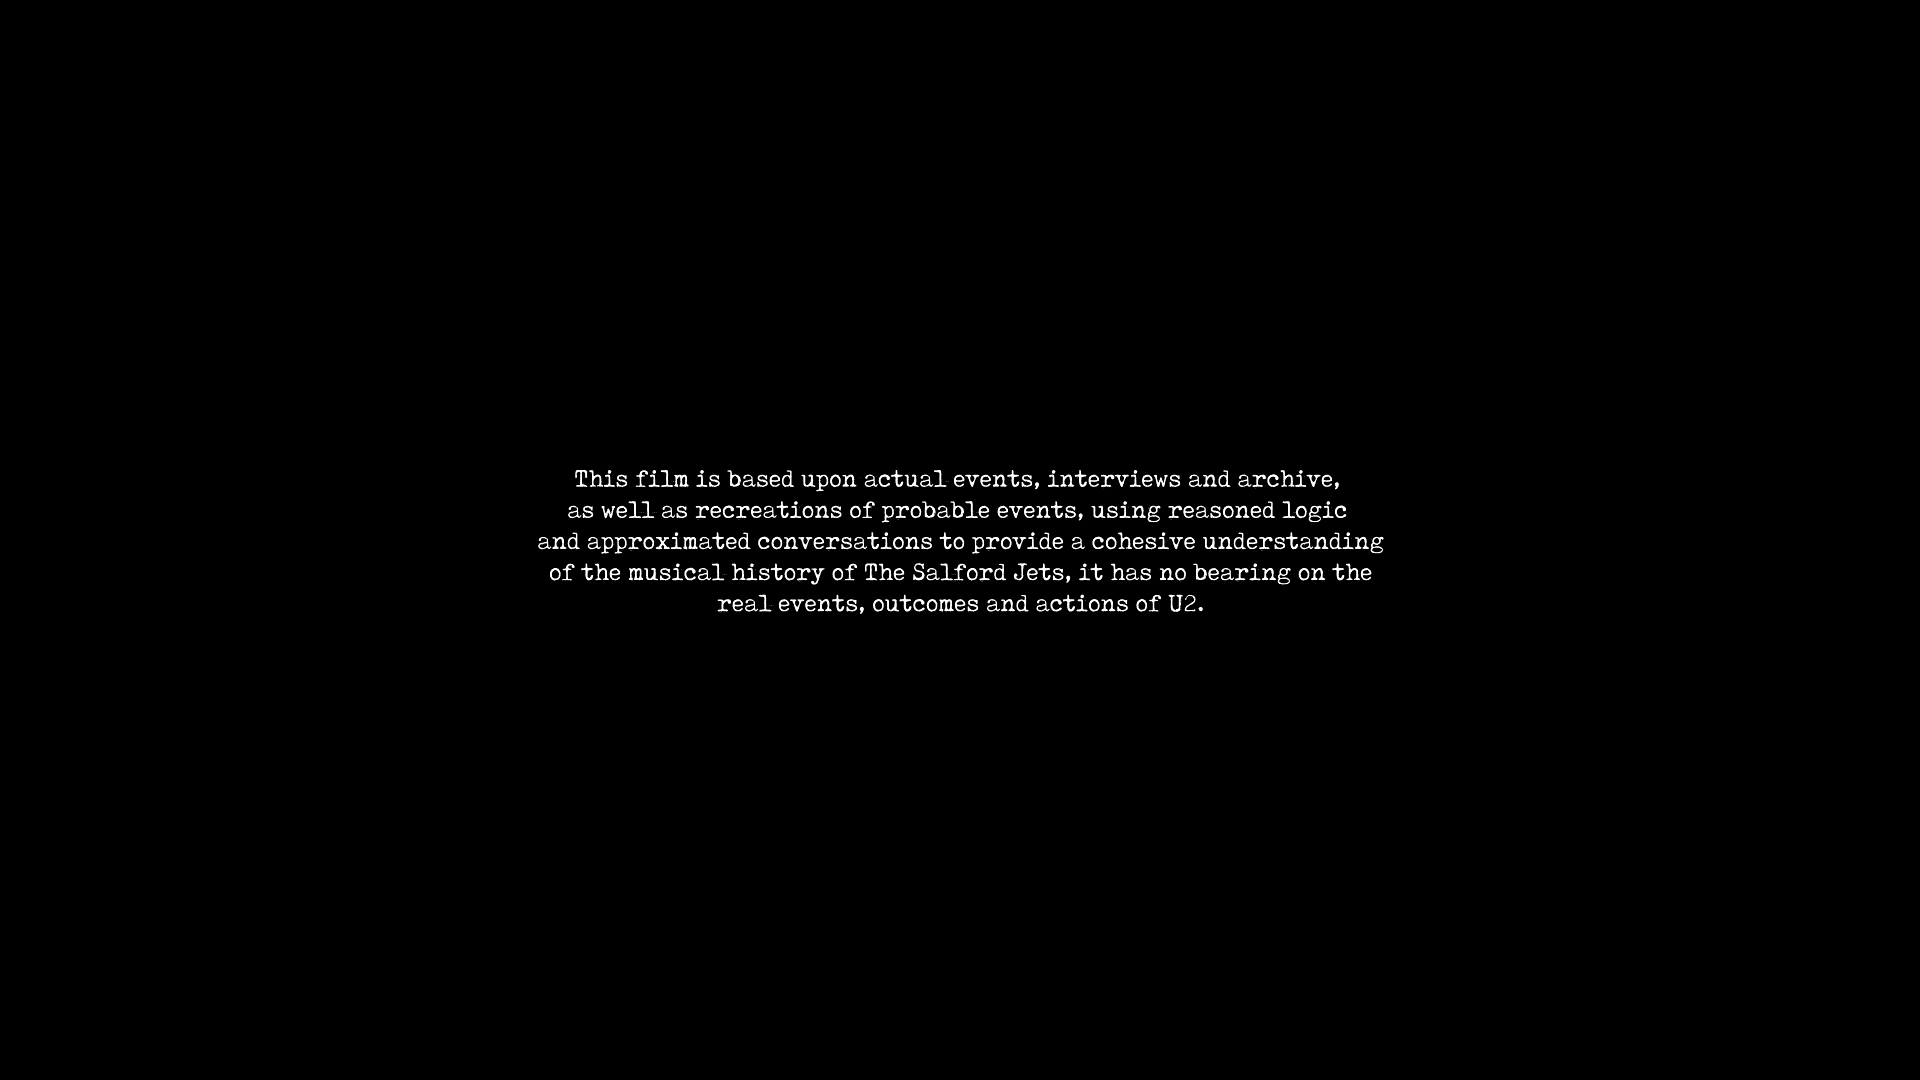 This film is based upon actual events, interviews and archive,
as well as recreations of probable events, using reasoned logic
and approximated conversations to provide a cohesive understanding
of the musical history of The Salford Jets, it has no bearing on the
real events, outcomes and actions of U2.